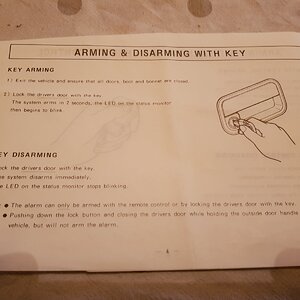 ARMING & DISARMING WITH KEY
KEY ARMING
1) Exit the vehicle and ensure that all doors, boot and bonnet are closed.
2) Lock the drivers door with the key.
The system arms in 2 seconds, the LED on the status monitor
then begins to blink.
EY DISARMING
ock the drivers door with the key.
he system disarms immediately.
he LED on the status monitor stops blinking.
● The alarm can only be armed with the remote control or by locking the drivers door with the key.
● Pushing down the lock button and closing the drivers door while holding the outside door handle
vehicle, but will not arm the alarm.